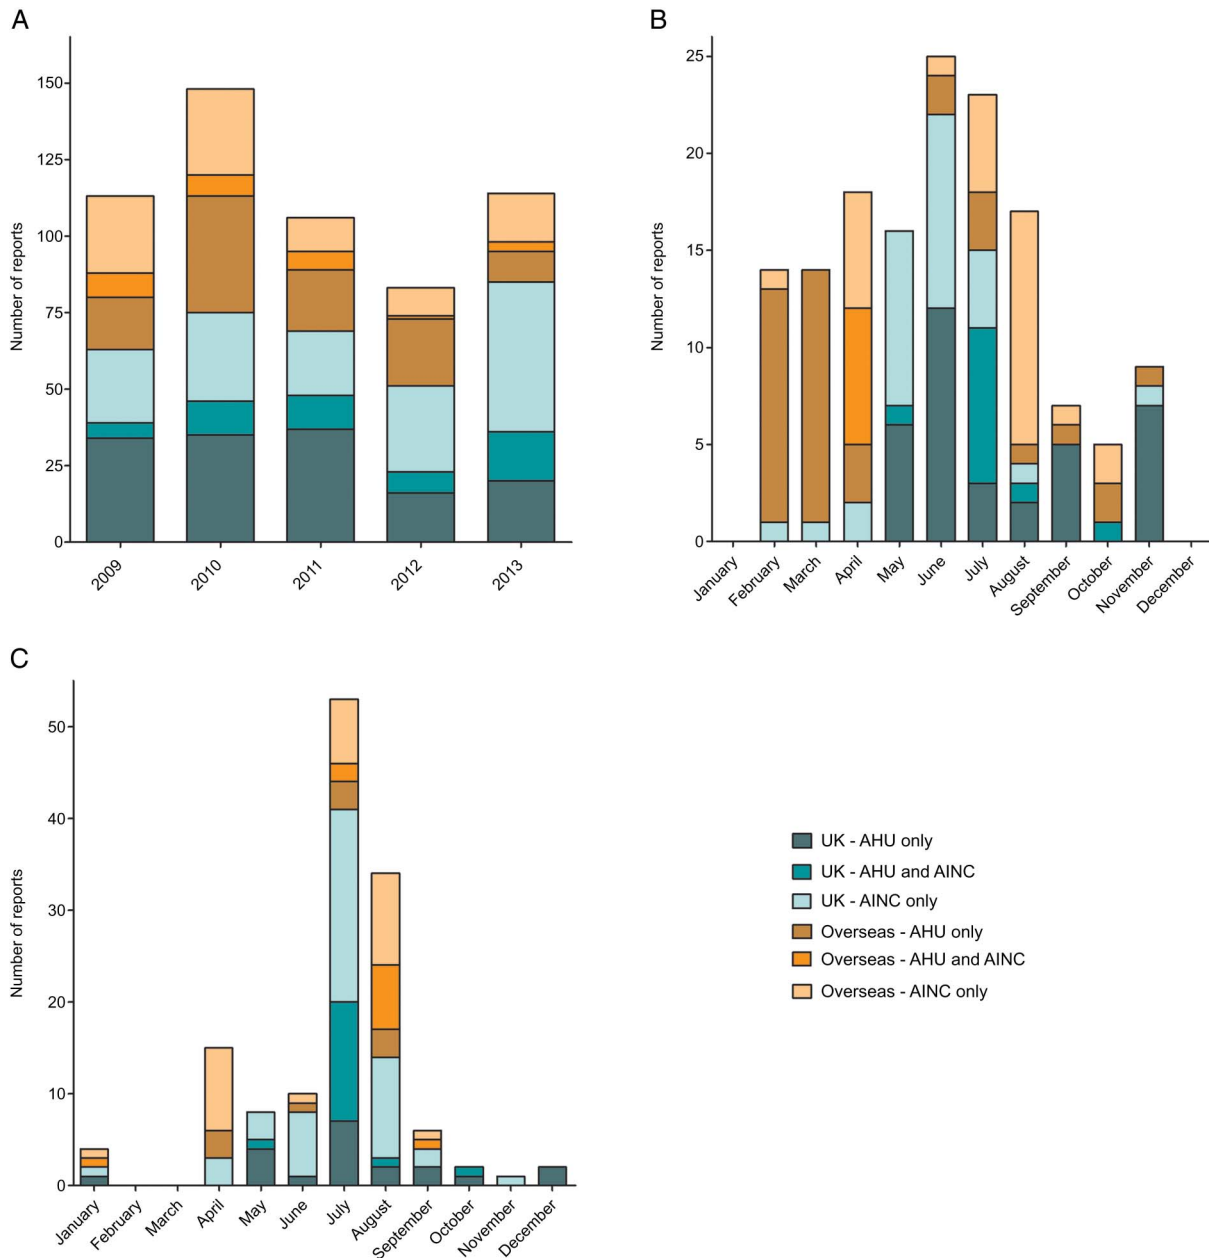 A
Number of reports
150
125
100
75
50
25
0
2009
2010
2011
2012
2013
B
Number of reports
25
20
15
10
5
0
January
February
March
April
May
June
July
August
September
October
November
December
C
Number of reports
50
40
30
20
10
0
January
February
March
April
May
June
July
August
September
October
November
December
UK - AHU only
UK - AHU and AINC
UK - AINC only
Overseas - AHU only
Overseas - AHU and AINC
Overseas - AINC only